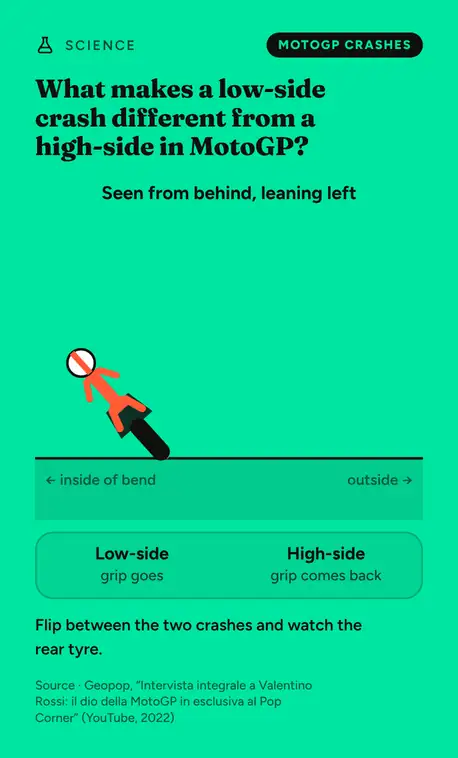 SCIENCE
MOTOGP CRASHES
What makes a low-side
crash different from a
high-side in MotoGP?
Seen from behind, leaning left
← inside of bend
outside →
Low-side
grip goes
High-side
grip comes back
Flip between the two crashes and watch the
rear tyre.
Source · Geopop, “Intervista integrale a Valentino
Rossi: il dio della MotoGP in esclusiva al Pop
Corner” (YouTube, 2022)